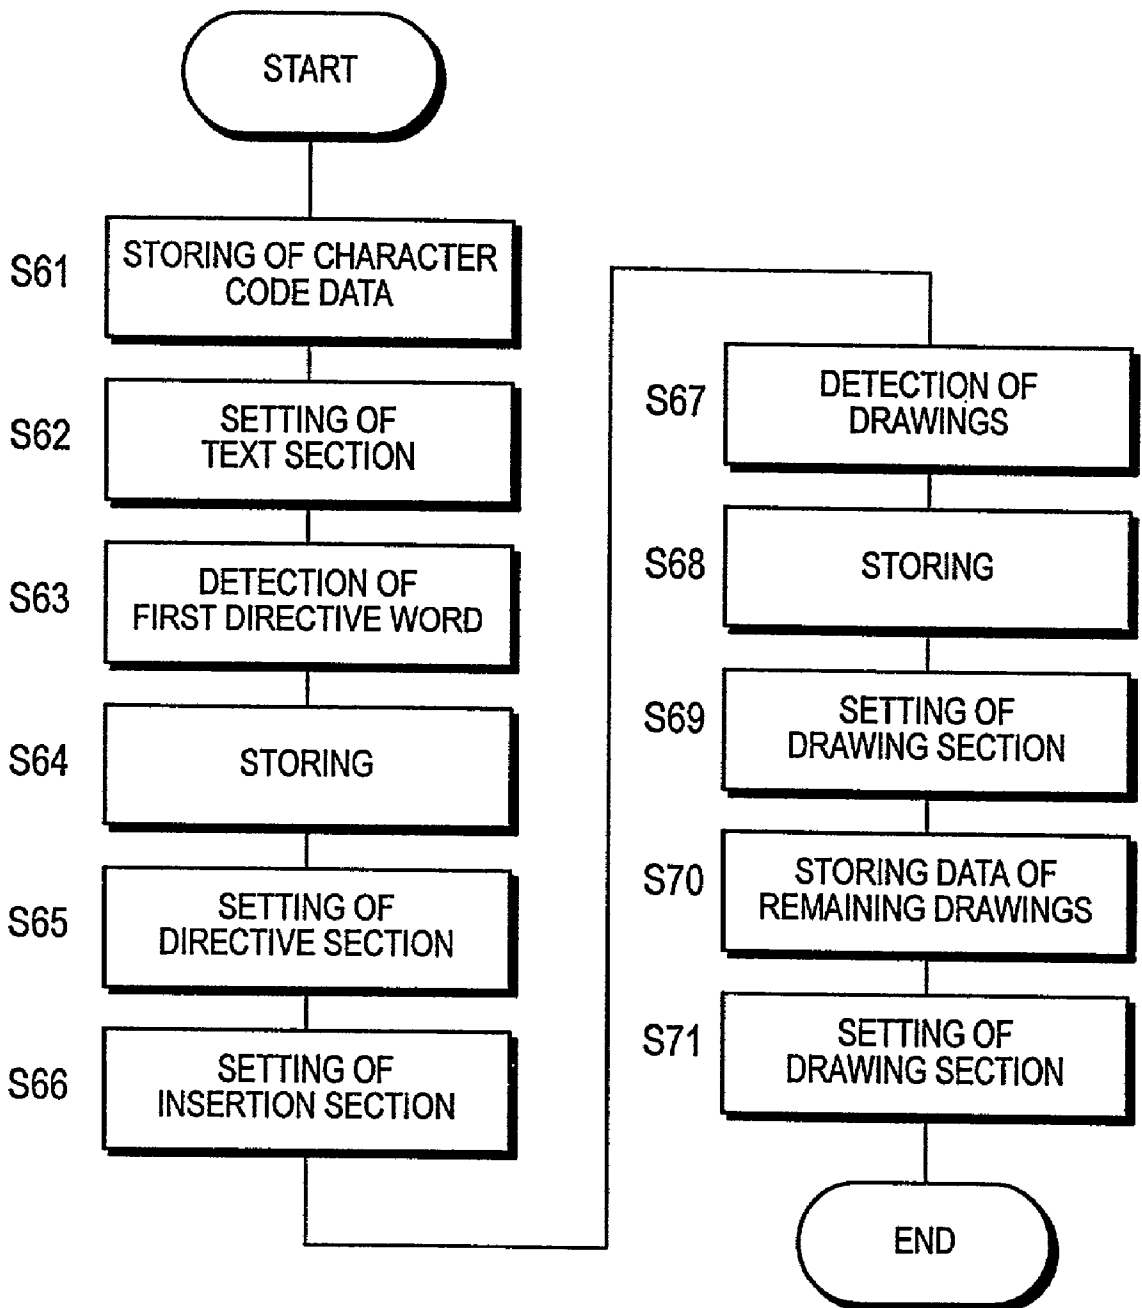 START
S61
STORING OF CHARACTER
CODE DATA
S62
SETTING OF
TEXT SECTION
S63
DETECTION OF
FIRST DIRECTIVE WORD
S64
STORING
S65
SETTING OF
DIRECTIVE SECTION
S66
SETTING OF
INSERTION SECTION
S67
DETECTION OF
DRAWINGS
S68
STORING
S69
SETTING OF
DRAWING SECTION
S70
STORING DATA OF
REMAINING DRAWINGS
S71
SETTING OF
DRAWING SECTION
END